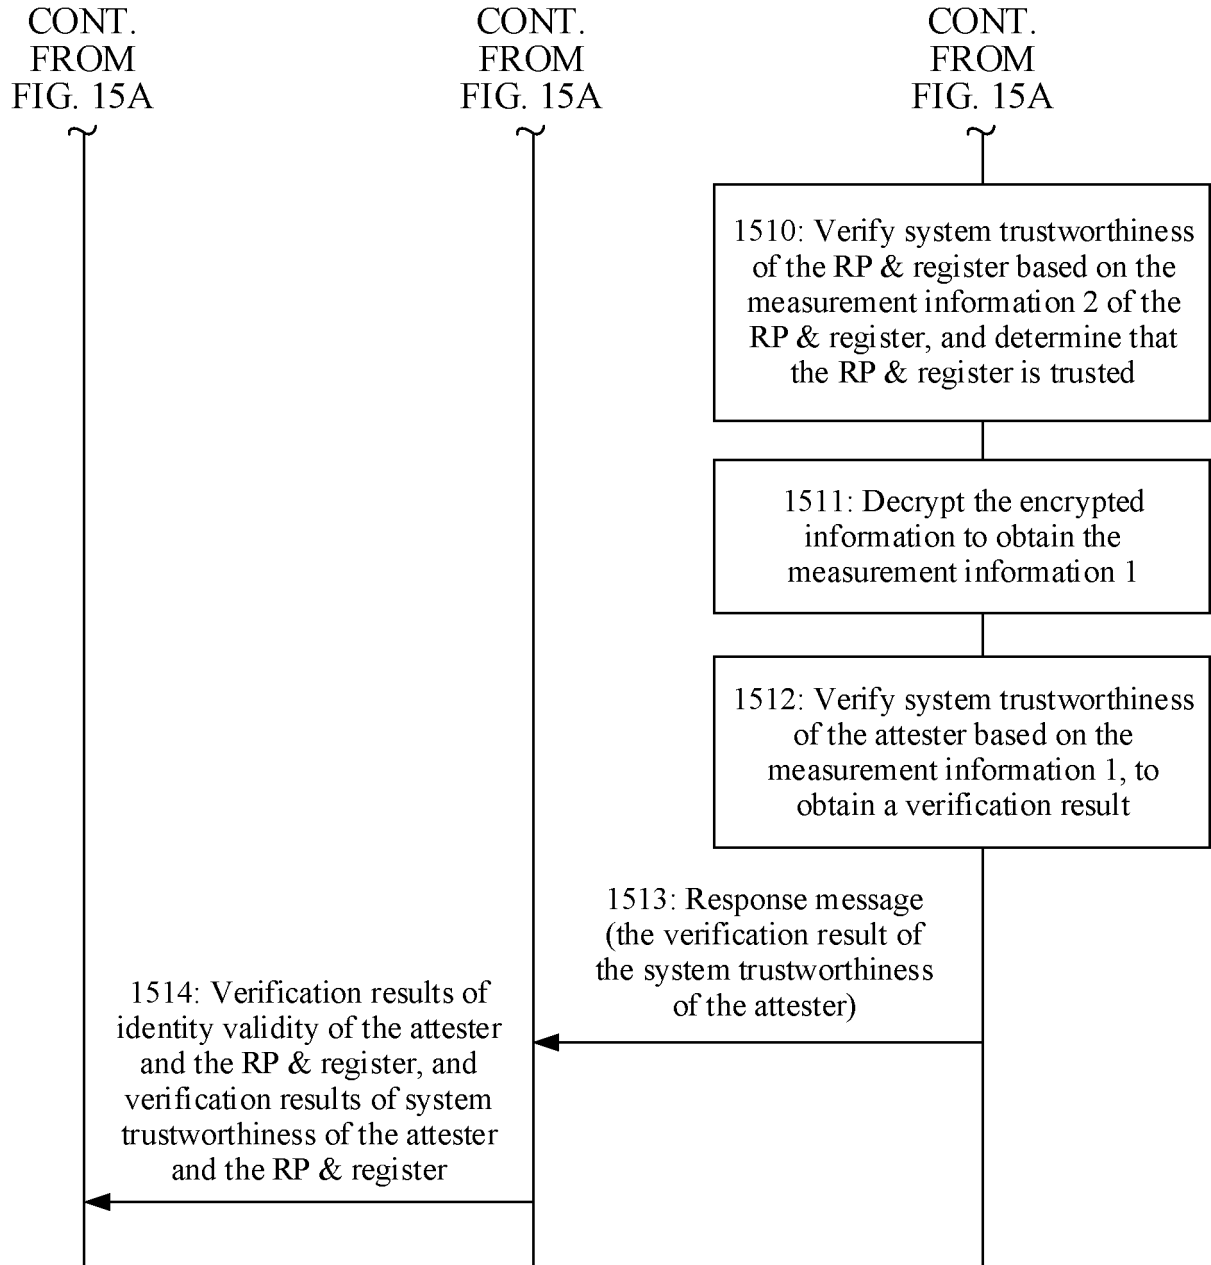 CONT.
FROM
FIG. 15A
CONT.
FROM
FIG. 15A
CONT.
FROM
FIG. 15A
1510: Verify system trustworthiness
of the RP & register based on the
measurement information 2 of the
RP & register, and determine that
the RP & register is trusted
1511: Decrypt the encrypted
information to obtain the
measurement information 1
1512: Verify system trustworthiness
of the attester based on the
measurement information 1, to
obtain a verification result
1513: Response message
(the verification result of
the system trustworthiness
of the attester)
1514: Verification results of
identity validity of the attester
and the RP & register, and
verification results of system
trustworthiness of the attester
and the RP & register